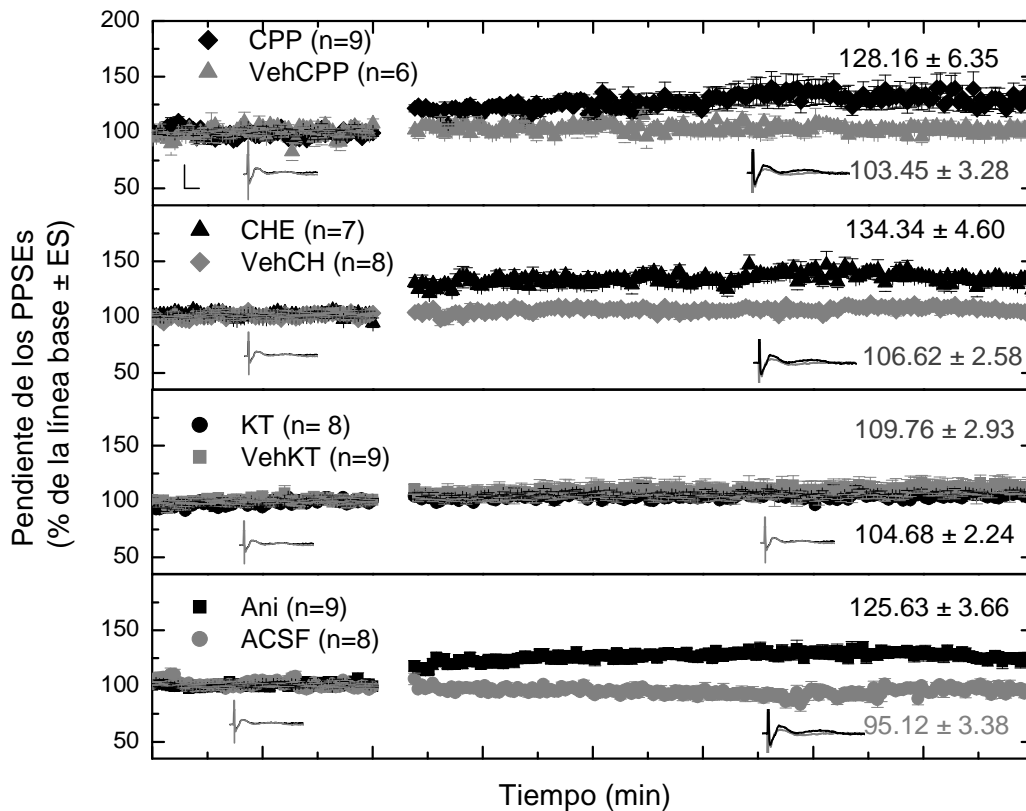 Pendiente de los PPSEs
(% de la línea base ± ES)
200
150
100
50
CPP (n=9)
VehCPP (n=6)
128.16 ± 6.35
103.45 ± 3.28
150
100
50
CHE (n=7)
VehCH (n=8)
134.34 ± 4.60
106.62 ± 2.58
150
100
50
KT (n= 8)
VehKT (n=9)
109.76 ± 2.93
104.68 ± 2.24
150
100
50
Ani (n=9)
ACSF (n=8)
125.63 ± 3.66
95.12 ± 3.38
Tiempo (min)